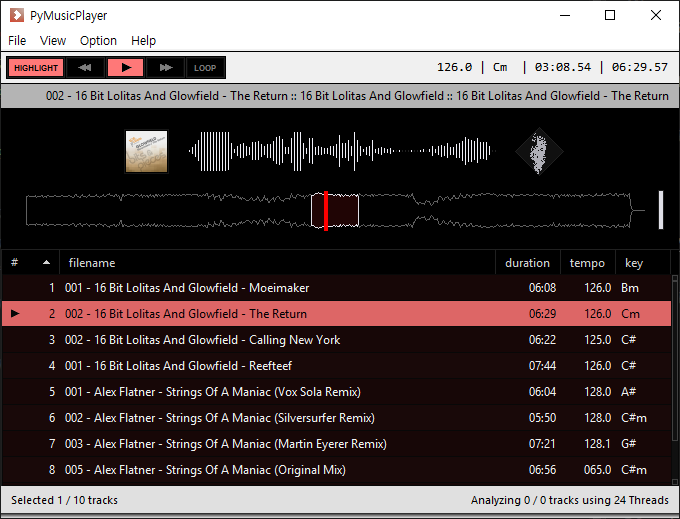 PyMusicPlayer
File View Option Help
HIGHLIGHT LOOP 126.0 | Cm | 03:08.54 | 06:29.57
002 - 16 Bit Lolitas And Glowfield - The Return :: 16 Bit Lolitas And Glowfield :: 16 Bit Lolitas And Glowfield - The Return
GLOWFIELD
# filename duration tempo key
1 001 - 16 Bit Lolitas And Glowfield - Moeimaker 06:08 126.0 Bm
2 002 - 16 Bit Lolitas And Glowfield - The Return 06:29 126.0 Cm
3 002 - 16 Bit Lolitas And Glowfield - Calling New York 06:22 125.0 C#
4 001 - 16 Bit Lolitas And Glowfield - Reefteef 07:44 126.0 C#
5 001 - Alex Flatner - Strings Of A Maniac (Vox Sola Remix) 06:04 128.0 A#
6 002 - Alex Flatner - Strings Of A Maniac (Silversurfer Remix) 05:50 128.0 C#m
7 003 - Alex Flatner - Strings Of A Maniac (Martin Eyerer Remix) 07:21 128.1 G#
8 005 - Alex Flatner - Strings Of A Maniac (Original Mix) 06:56 065.0 C#m
Selected 1 / 10 tracks Analyzing 0 / 0 tracks using 24 Threads